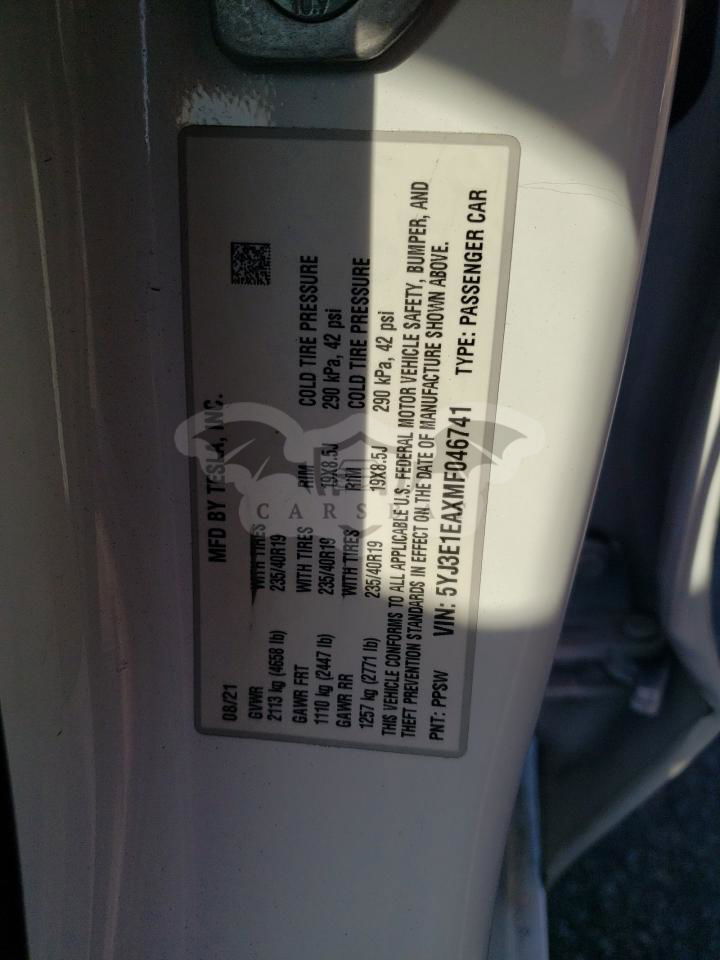 MFD BY TESLA, INC.
08/21
GVWR WITH TIRES RIM COLD TIRE PRESSURE
2113 kg (4658 lb) 235/40R19
GAWR FRT WITH TIRES RIM COLD TIRE PRESSURE
1110 kg (2447 lb) 235/40R19 19X8.5J 290 kPa, 42 psi
GAWR RR WITH TIRES RIM COLD TIRE PRESSURE
1257 kg (2771 lb) 235/40R19 19X8.5J 290 kPa, 42 psi
THIS VEHICLE CONFORMS TO ALL APPLICABLE U.S. FEDERAL MOTOR VEHICLE SAFETY, BUMPER, AND
THEFT PREVENTION STANDARDS IN EFFECT ON THE DATE OF MANUFACTURE SHOWN ABOVE.
PNT: PPSW VIN: 5YJ3E1EAXMF046741 TYPE: PASSENGER CAR